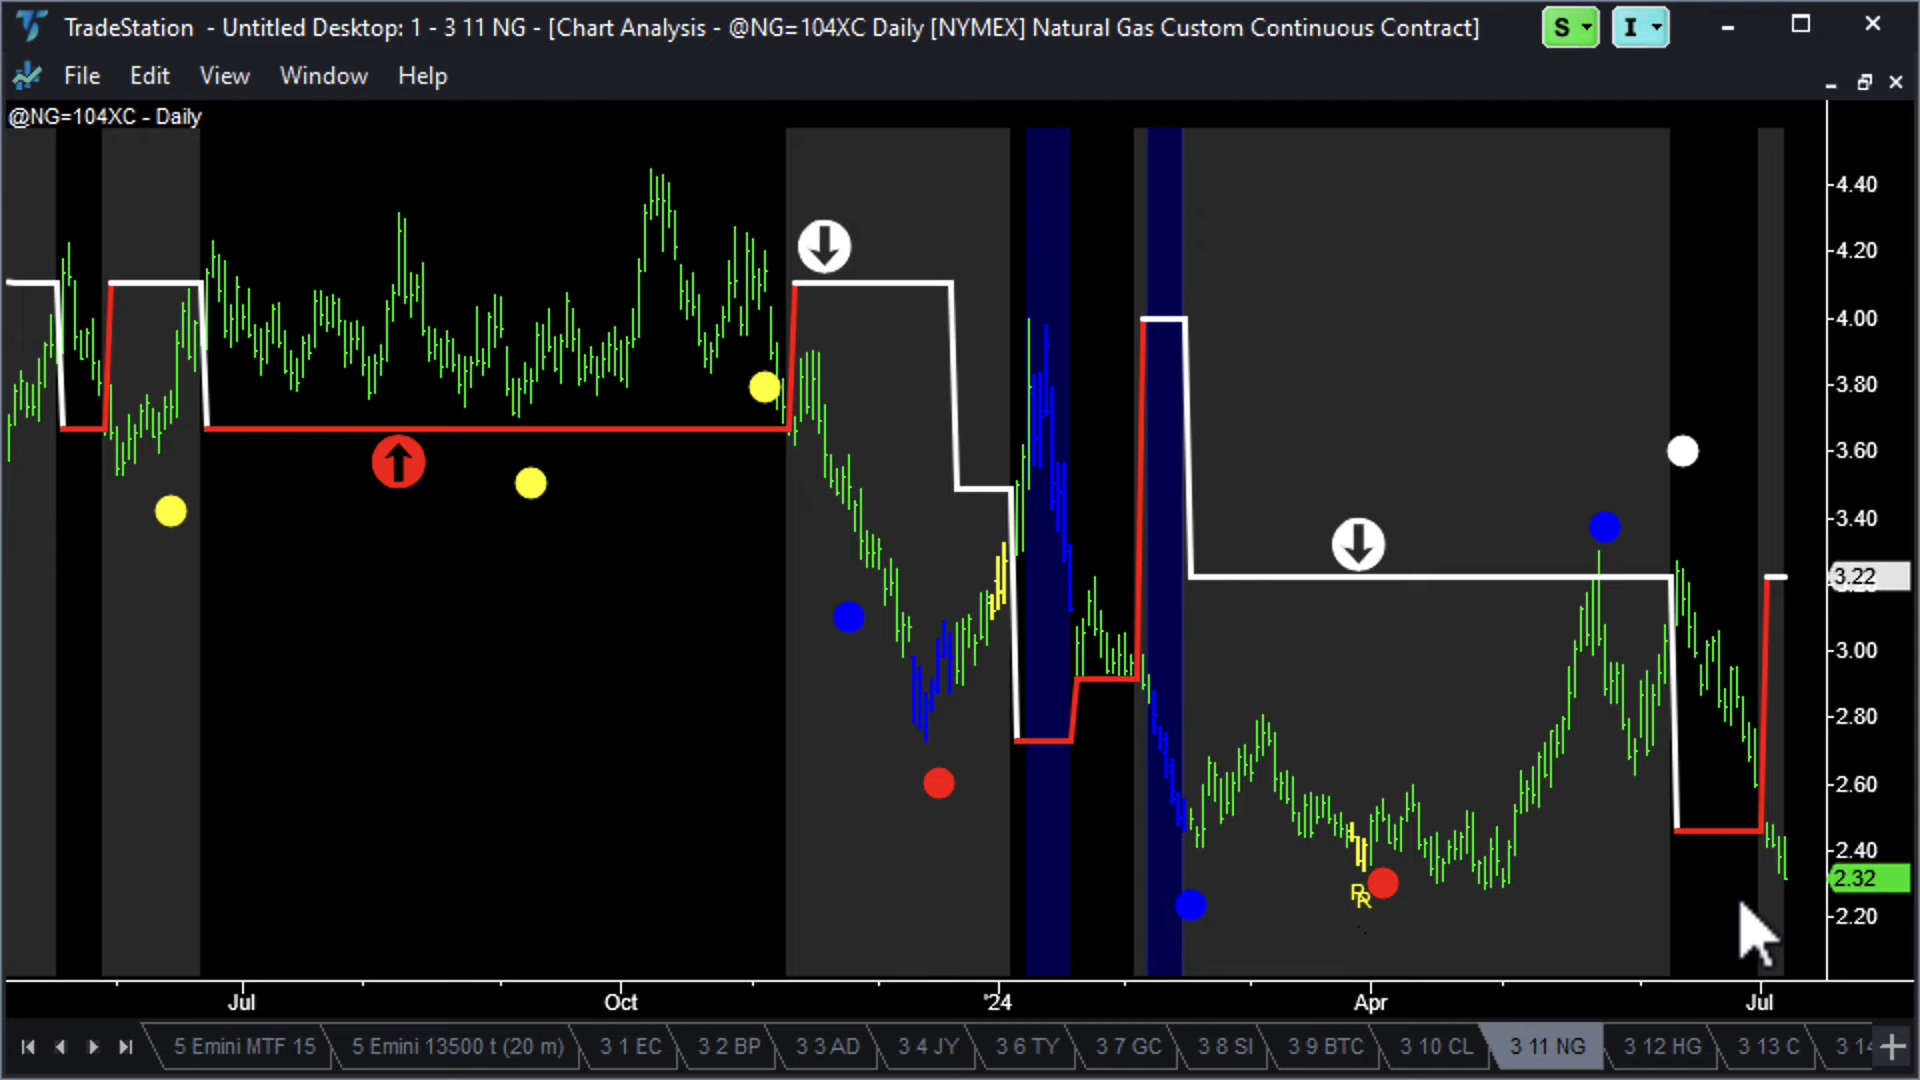 TradeStation - Untitled Desktop: 1 - 3 11 NG - [Chart Analysis - @NG=104XC Daily [NYMEX] Natural Gas Custom Continuous Contract]
S
I
File Edit View Window Help
@NG=104XC - Daily
4.40
4.20
4.00
3.80
3.60
3.40
3.22
3.00
2.80
2.60
2.40
2.32
2.20
R
R
Jul Oct '24 Apr Jul
5 Emini MTF 15 5 Emini 13500 t (20 m) 3 1 EC 3 2 BP 3 3 AD 3 4 JY 3 6 TY 3 7 GC 3 8 SI 3 9 BTC 3 10 CL 3 11 NG 3 12 HG 3 13 C 3 14